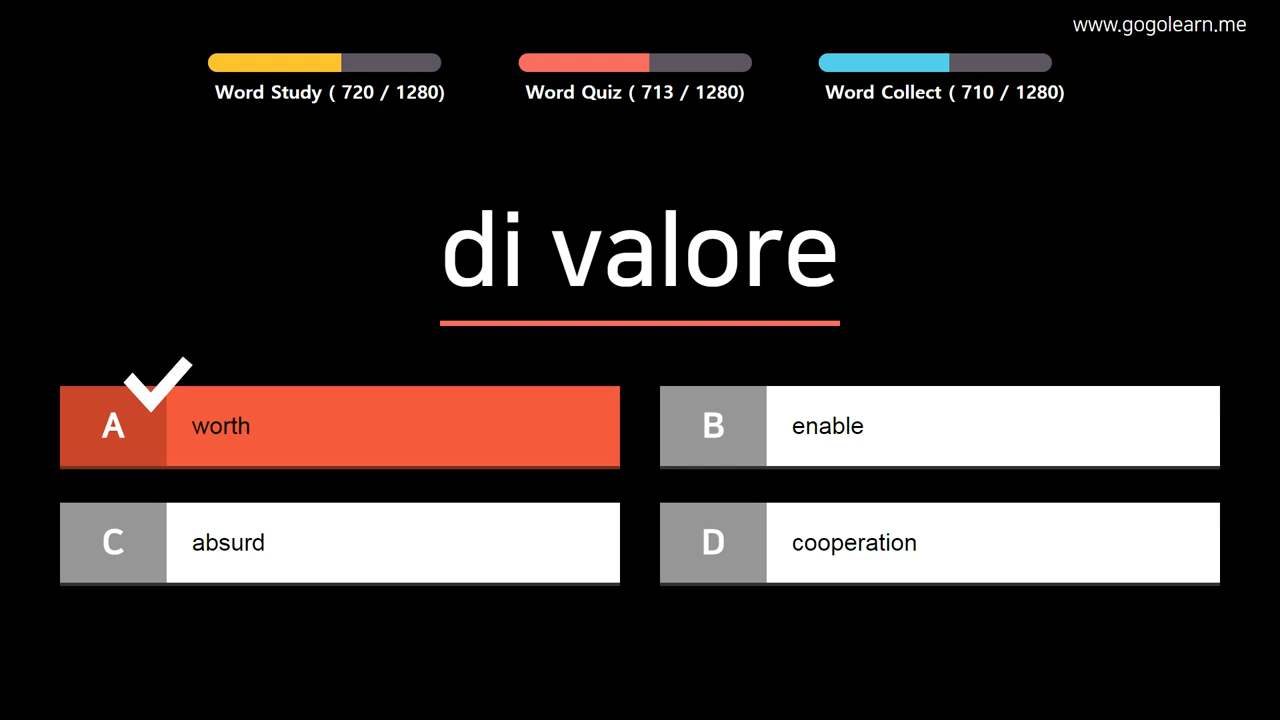 www.gogolearn.me
Word Study ( 720 / 1280)
Word Quiz ( 713 / 1280)
Word Collect ( 710 / 1280)
di valore
A worth
B enable
C absurd
D cooperation